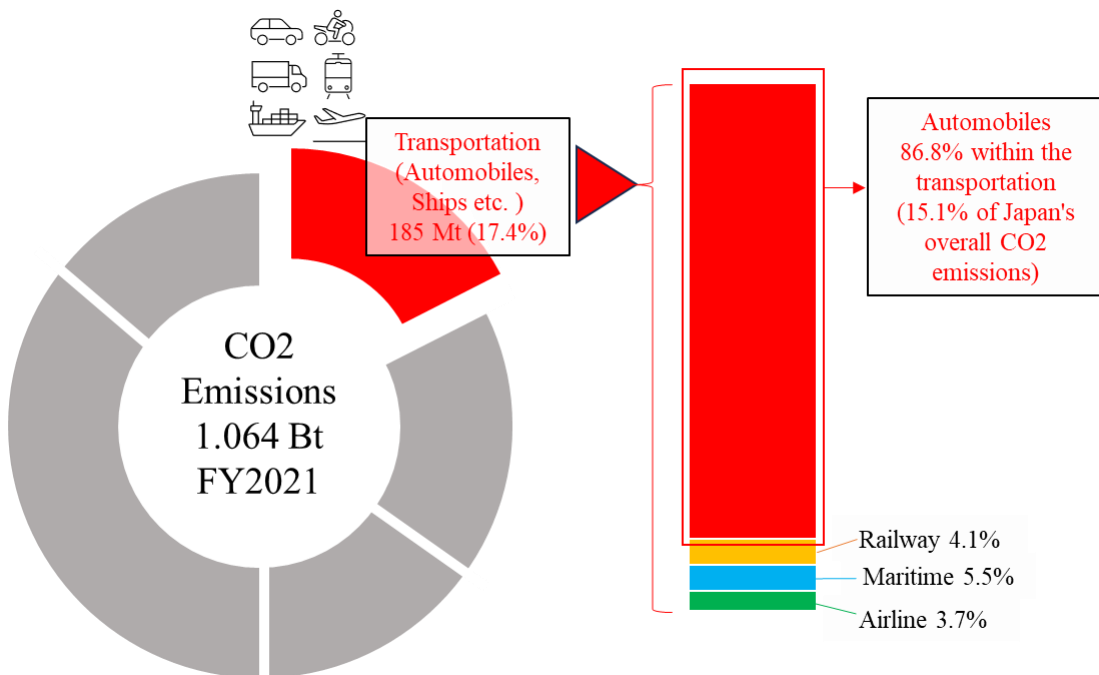 Transportation
(Automobiles,
Ships etc. )
185 Mt (17.4%)
CO2
Emissions
1.064 Bt
FY2021
Automobiles
86.8% within the
transportation
(15.1% of Japan's
overall CO2
emissions)
Railway 4.1%
Maritime 5.5%
Airline 3.7%